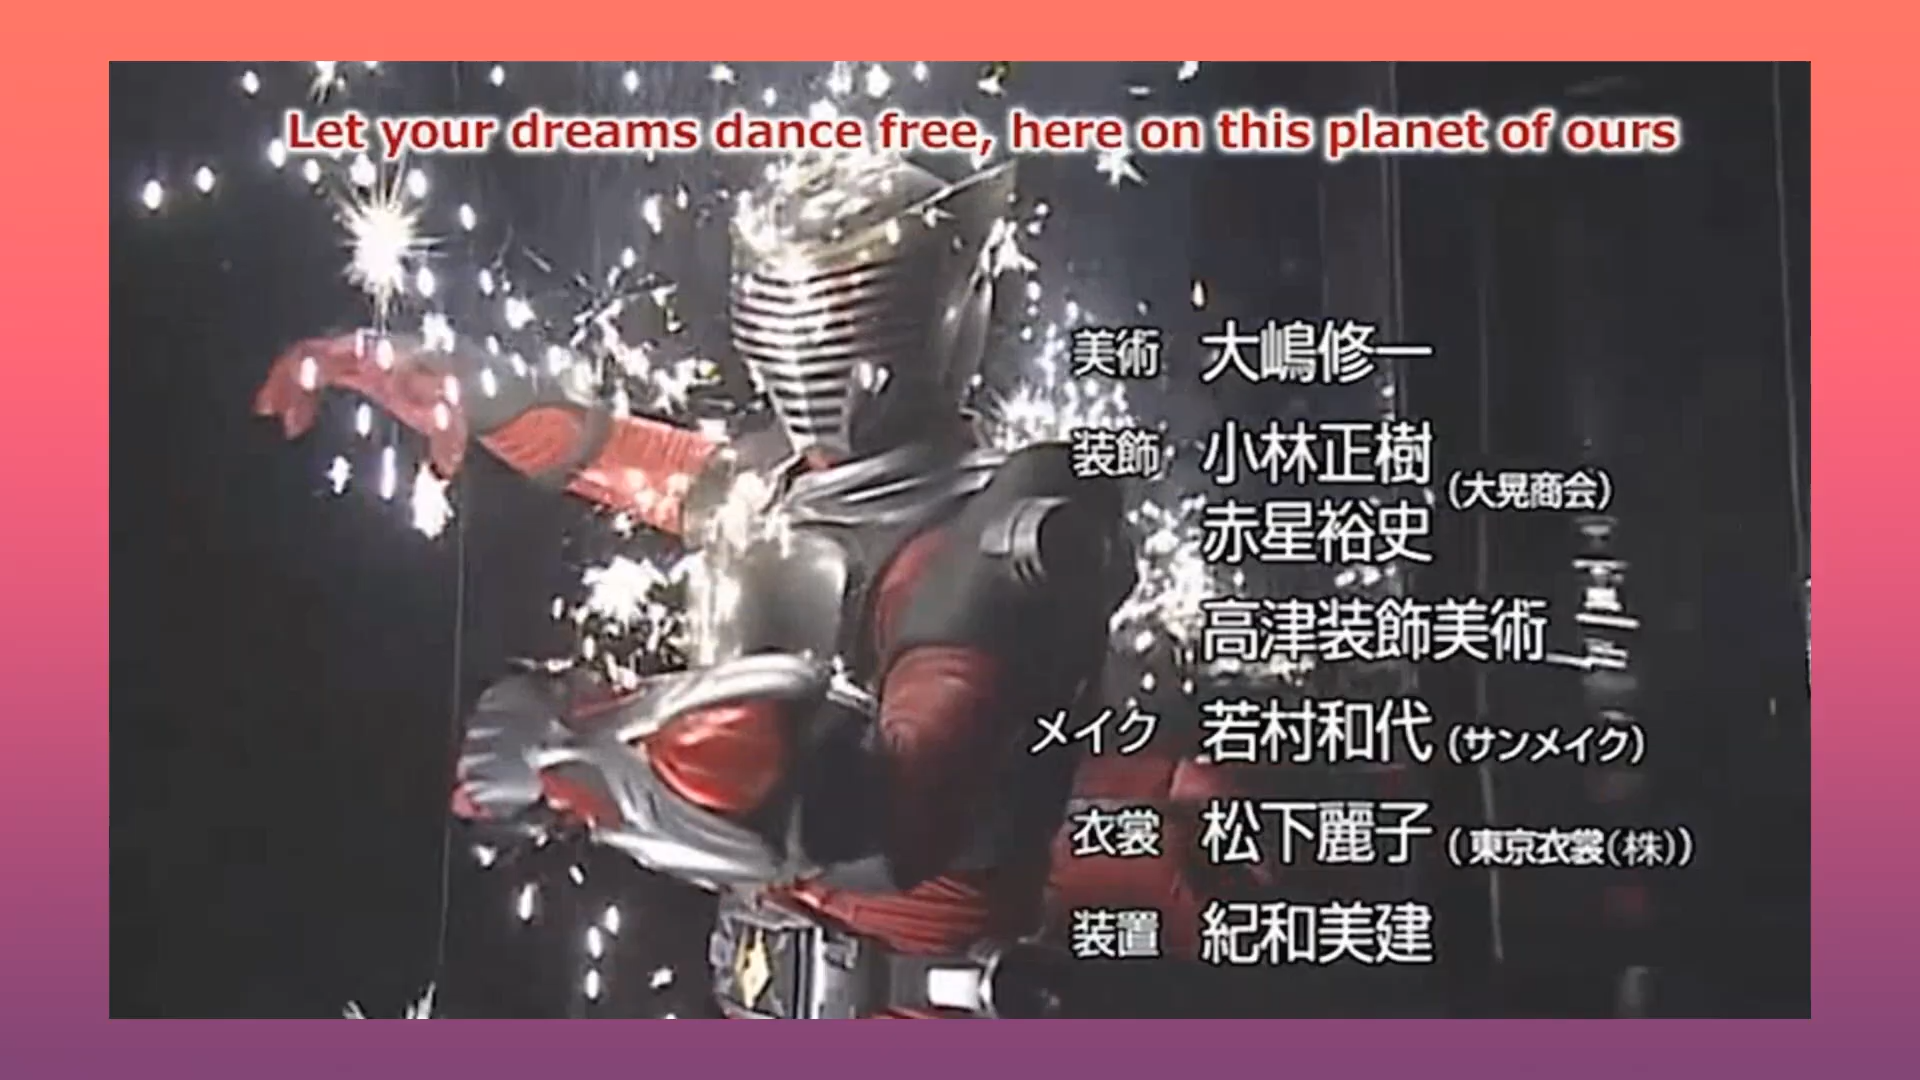 Let your dreams dance free, here on this planet of ours
美術 大嶋修一
装飾 小林正樹 (大晃商会)
赤星裕史
高津装飾美術
メイク 若村和代 (サンメイク)
衣裳 松下麗子 (東京衣裳(株))
装置 紀和美建